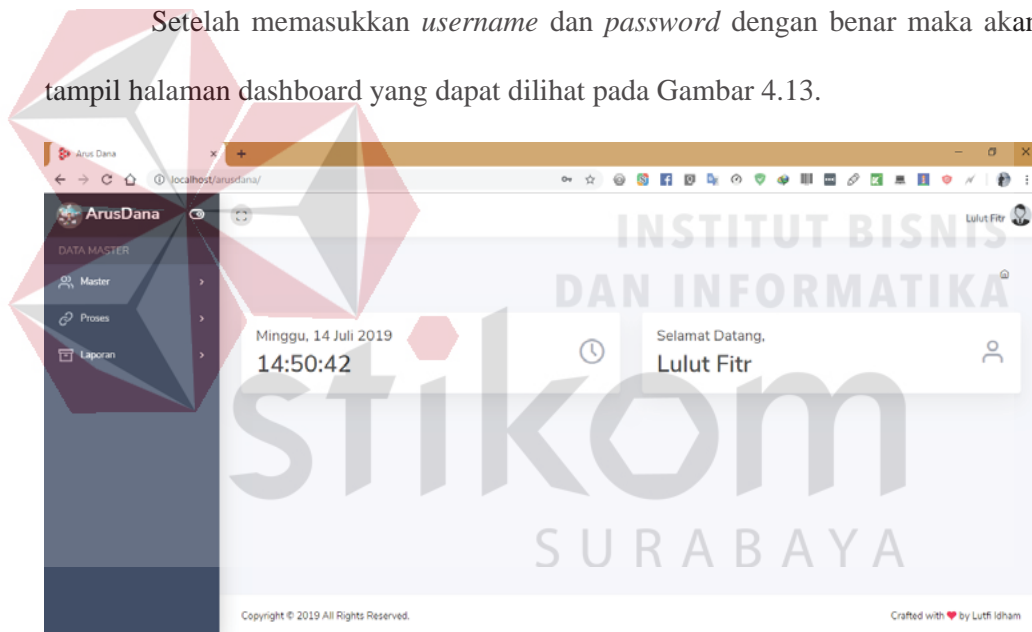 Setelah memasukkan username dan password dengan benar maka akan
tampil halaman dashboard yang dapat dilihat pada Gambar 4.13.
Arus Dana
localhost/arusdana/
ArusDana
Lulut Fitr
DATA MASTER
Master
Proses
Laporan
Minggu, 14 Juli 2019
14:50:42
Selamat Datang,
Lulut Fitr
INSTITUT BISNIS
DAN INFORMATIKA
stikom
SURABAYA
Copyright © 2019 All Rights Reserved.
Crafted with ❤ by Lutfi Idham